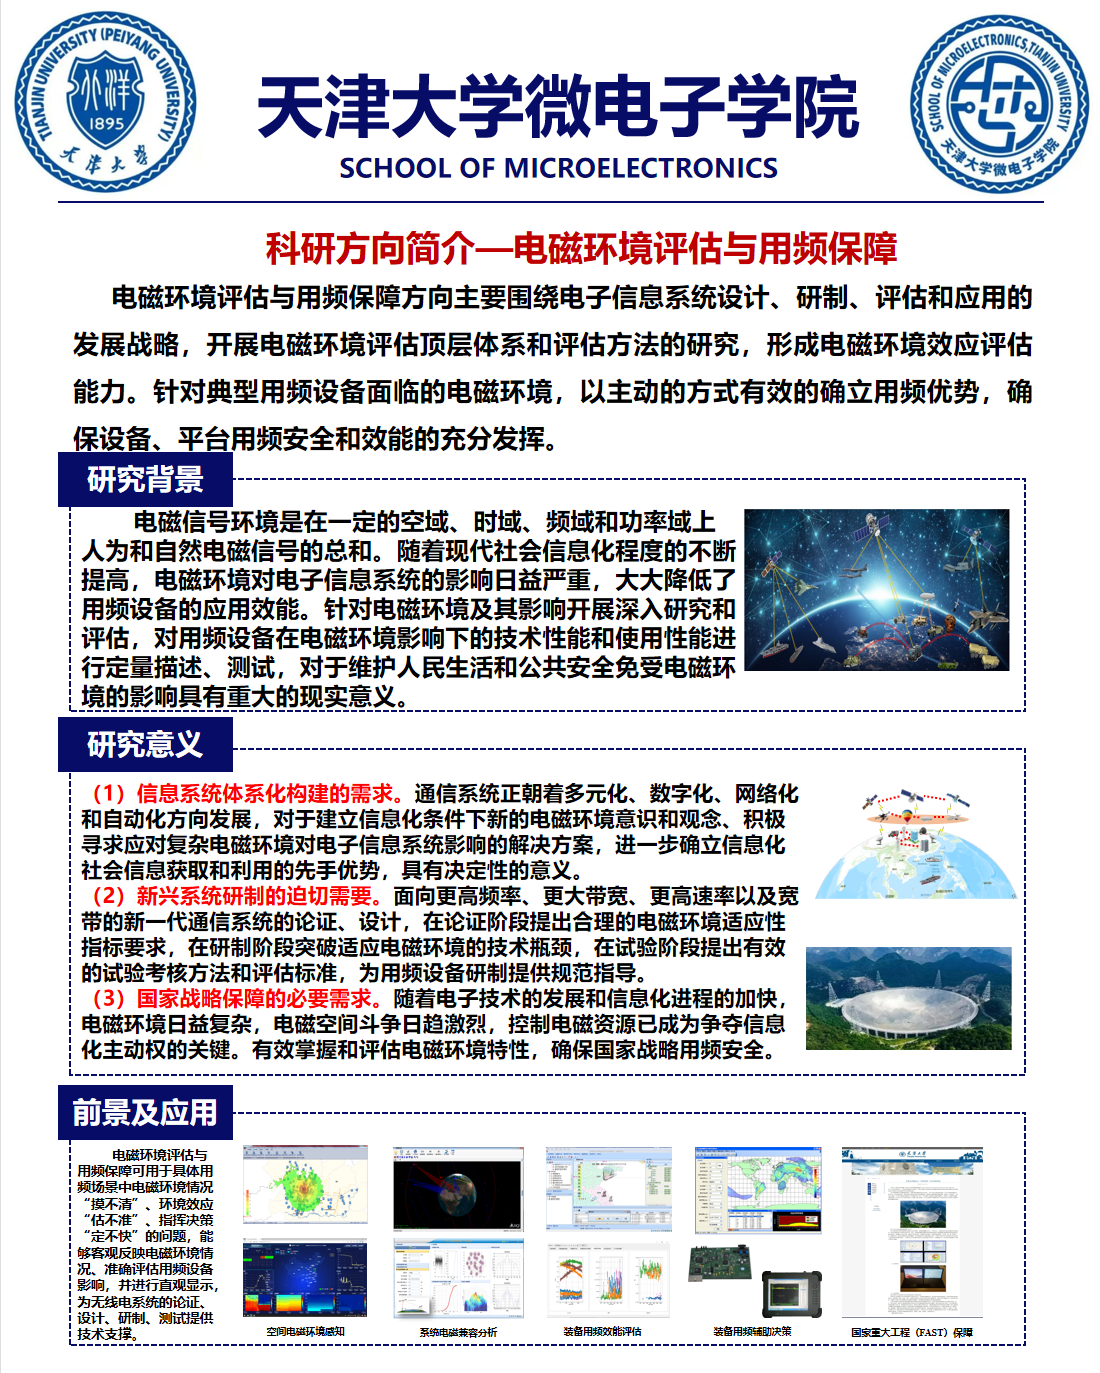 TIANJIN UNIVERSITY (PEIYANG UNIVERSITY)
北洋
1895
天津大学
天津大学微电子学院
SCHOOL OF MICROELECTRONICS
SCHOOL OF MICROELECTRONICS, TIANJIN UNIVERSITY
天津大学微电子学院
科研方向简介—电磁环境评估与用频保障
电磁环境评估与用频保障方向主要围绕电子信息系统设计、研制、评估和应用的
发展战略，开展电磁环境评估顶层体系和评估方法的研究，形成电磁环境效应评估
能力。针对典型用频设备面临的电磁环境，以主动的方式有效的确立用频优势，确
保设备、平台用频安全和效能的充分发挥。
研究背景
电磁信号环境是在一定的空域、时域、频域和功率域上
人为和自然电磁信号的总和。随着现代社会信息化程度的不断
提高，电磁环境对电子信息系统的影响日益严重，大大降低了
用频设备的应用效能。针对电磁环境及其影响开展深入研究和
评估，对用频设备在电磁环境影响下的技术性能和使用性能进
行定量描述、测试，对于维护人民生活和公共安全免受电磁环
境的影响具有重大的现实意义。
研究意义
（1）信息系统体系化构建的需求。通信系统正朝着多元化、数字化、网络化
和自动化方向发展，对于建立信息化条件下新的电磁环境意识和观念、积极
寻求应对复杂电磁环境对电子信息系统影响的解决方案，进一步确立信息化
社会信息获取和利用的先手优势，具有决定性的意义。
（2）新兴系统研制的迫切需要。面向更高频率、更大带宽、更高速率以及宽
带的新一代通信系统的论证、设计，在论证阶段提出合理的电磁环境适应性
指标要求，在研制阶段突破适应电磁环境的技术瓶颈，在试验阶段提出有效
的试验考核方法和评估标准，为用频设备研制提供规范指导。
（3）国家战略保障的必要需求。随着电子技术的发展和信息化进程的加快，
电磁环境日益复杂，电磁空间斗争日趋激烈，控制电磁资源已成为争夺信息
化主动权的关键。有效掌握和评估电磁环境特性，确保国家战略用频安全。
前景及应用
电磁环境评估与
用频保障可用于具体用
频场景中电磁环境情况
“摸不清”、环境效应
“估不准”、指挥决策
“定不快”的问题，能
够客观反映电磁环境情
况、准确评估用频设备
影响，并进行直观显示，
为无线电系统的论证、
设计、研制、测试提供
技术支撑。
空间电磁环境感知
系统电磁兼容分析
装备用频效能评估
装备用频辅助决策
国家重大工程（FAST）保障